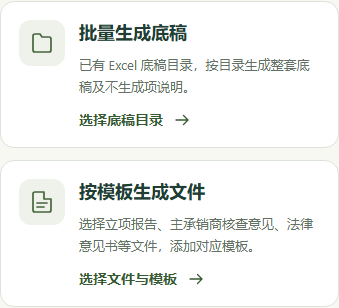 批量生成底稿
已有 Excel 底稿目录，按目录生成整套底
稿及不生成项说明。
选择底稿目录 →
按模板生成文件
选择立项报告、主承销商核查意见、法律
意见书等文件，添加对应模板。
选择文件与模板 →